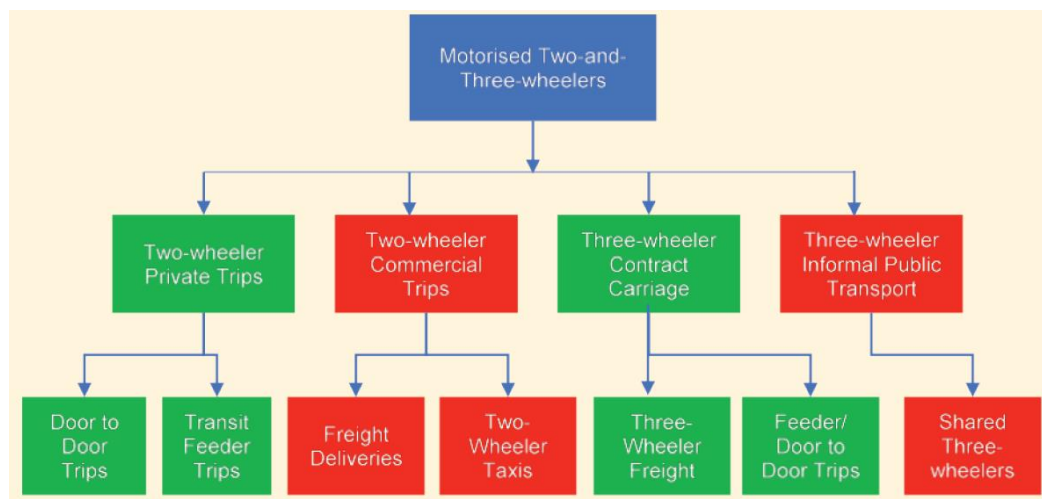 Motorised Two-and-
Three-wheelers
Two-wheeler
Private Trips
Two-wheeler
Commercial
Trips
Three-wheeler
Contract
Carriage
Three-wheeler
Informal Public
Transport
Door to
Door
Trips
Transit
Feeder
Trips
Freight
Deliveries
Two-
Wheeler
Taxis
Three-
Wheeler
Freight
Feeder/
Door to
Door Trips
Shared
Three-
wheelers